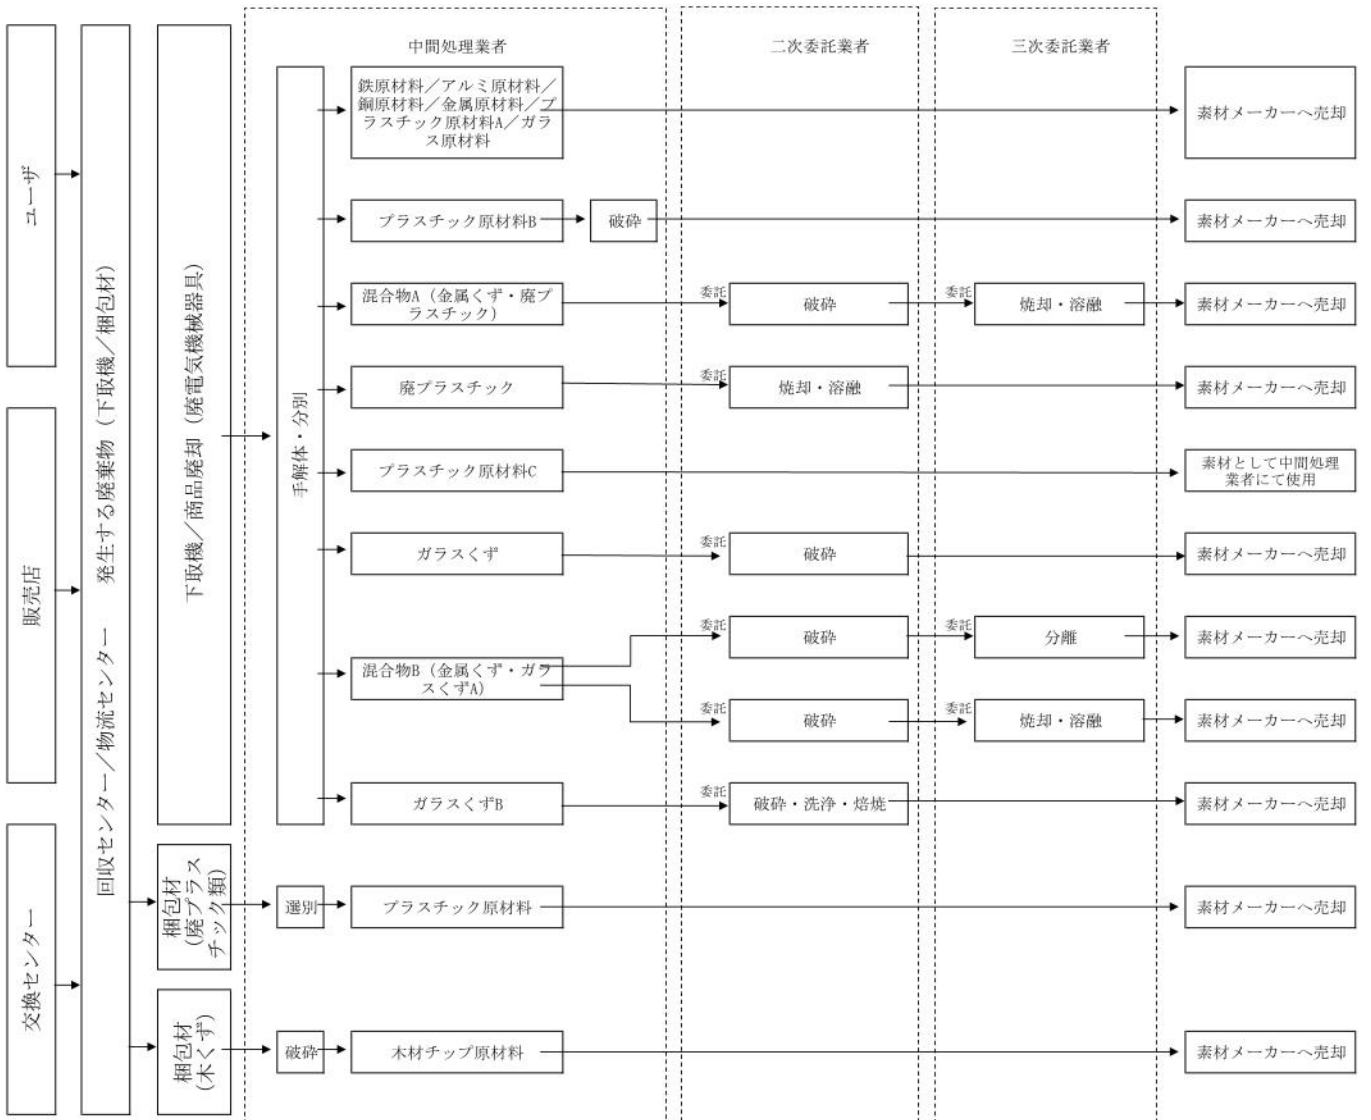 中間処理業者
二次委託業者
三次委託業者
ユーザ
販売店
交換センター
回収センター／物流センター　発生する廃棄物（下取機／梱包材）
下取機／商品廃却（廃電気機械器具）
梱包材
(廃プラス
チック類)
梱包材
(木くず)
手解体・分別
選別
破砕
鉄原材料／アルミ原材料／
銅原材料／金属原材料／プ
ラスチック原材料A／ガラ
ス原材料
素材メーカーへ売却
プラスチック原材料B
破砕
素材メーカーへ売却
混合物A（金属くず・廃プ
ラスチック）
委託
破砕
委託
焼却・溶融
素材メーカーへ売却
廃プラスチック
委託
焼却・溶融
素材メーカーへ売却
プラスチック原材料C
素材として中間処理
業者にて使用
ガラスくず
委託
破砕
素材メーカーへ売却
混合物B（金属くず・ガラ
スくずA）
委託
破砕
委託
分離
素材メーカーへ売却
委託
破砕
委託
焼却・溶融
素材メーカーへ売却
ガラスくずB
委託
破砕・洗浄・焙焼
素材メーカーへ売却
プラスチック原材料
素材メーカーへ売却
木材チップ原材料
素材メーカーへ売却